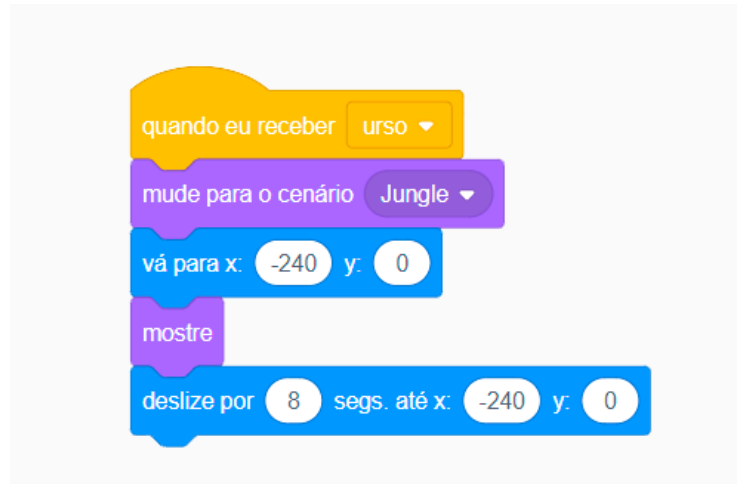 quando eu receber urso
mude para o cenário Jungle
vá para x: -240 y: 0
mostre
deslize por 8 segs. até x: -240 y: 0